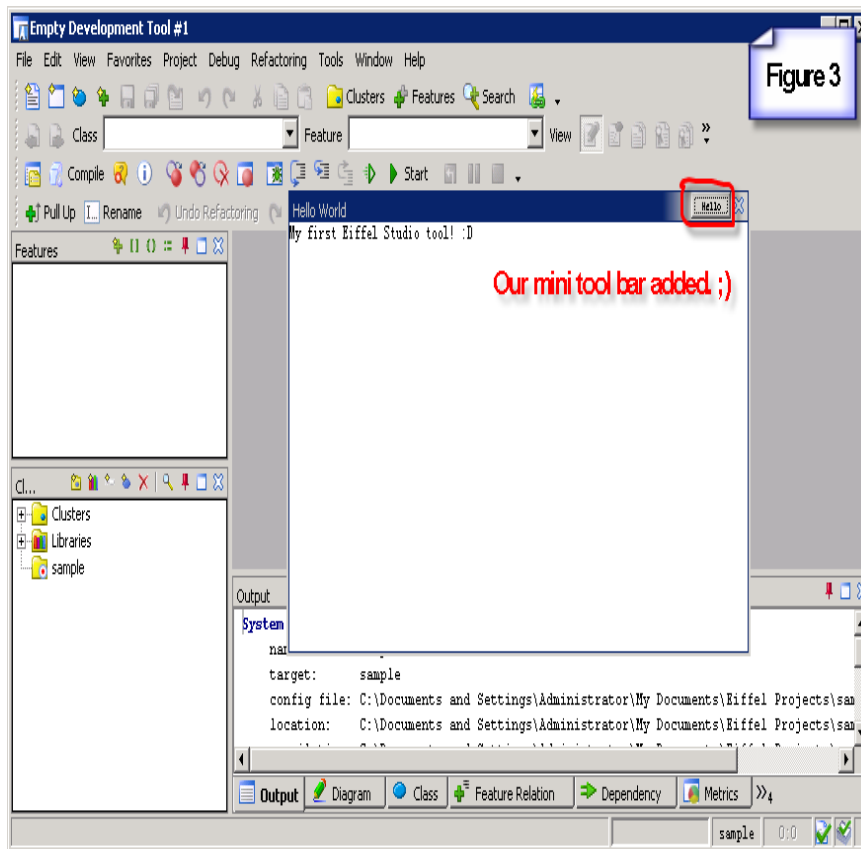 Empty Development Tool #1
File Edit View Favorites Project Debug Refactoring Tools Window Help
Figure 3
Clusters Features Search
Class Feature View
Compile Start
Pull Up Rename Undo Refactoring
Hello World Hello
My first Eiffel Studio tool! :D
Our mini tool bar added. ;)
Features
Cl...
Clusters
Libraries
sample
Output
System
target: sample
config file: C:\Documents and Settings\Administrator\My Documents\Eiffel Projects\sam
location: C:\Documents and Settings\Administrator\My Documents\Eiffel Projects\sam
Output Diagram Class Feature Relation Dependency Metrics »4
sample 0:0